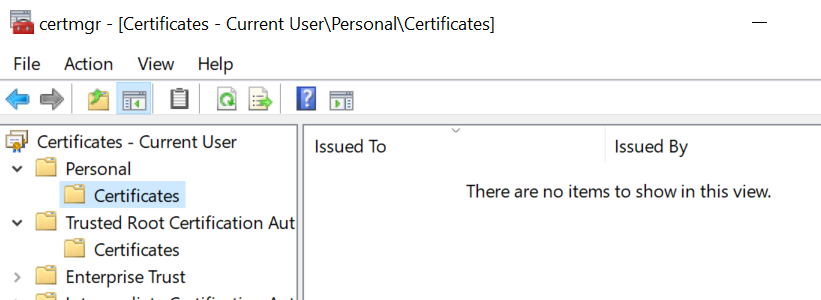 certmgr - [Certificates - Current User\Personal\Certificates]
File Action View Help
Certificates - Current User
Personal
Certificates
Trusted Root Certification Aut
Certificates
Enterprise Trust
Issued To Issued By
There are no items to show in this view.